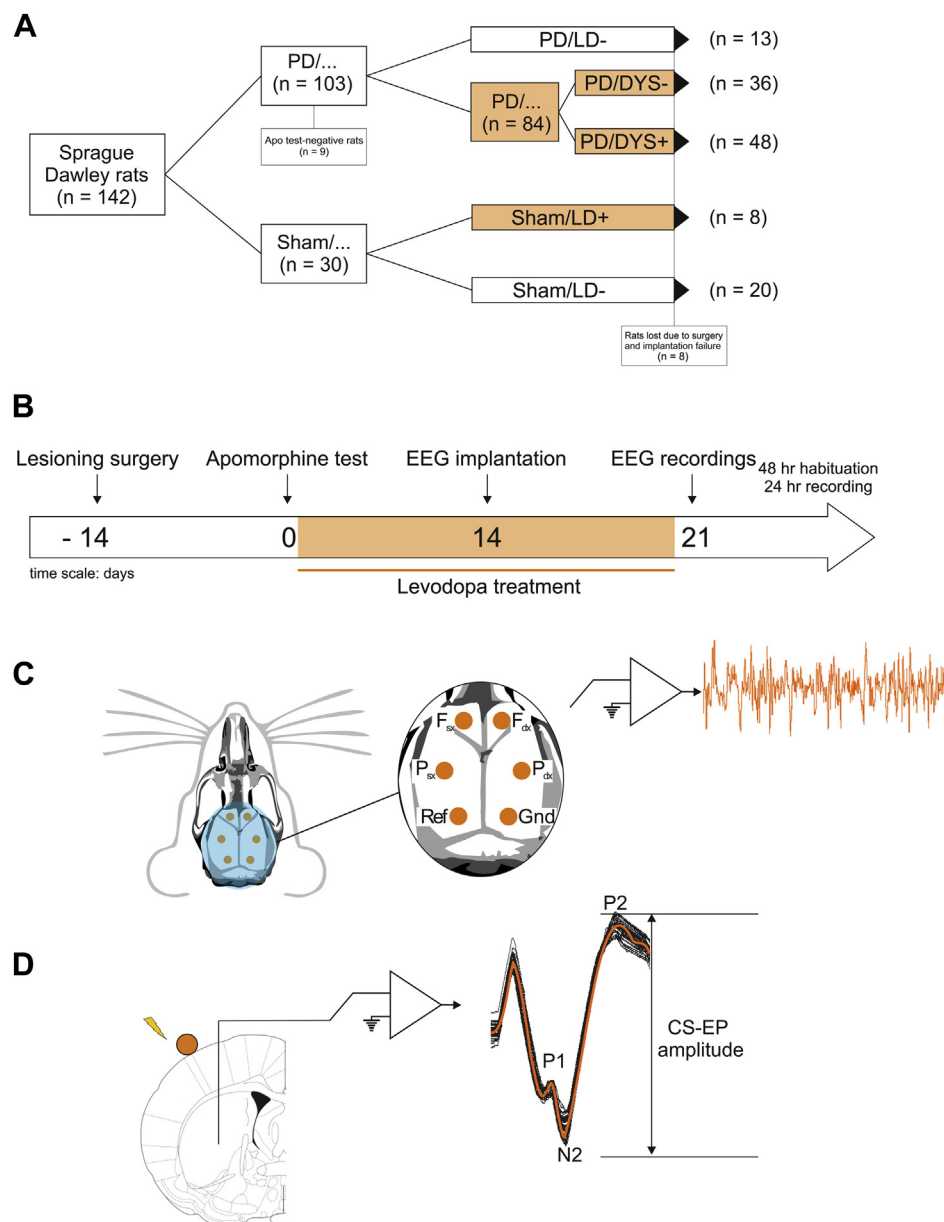 A
Sprague
Dawley rats
(n = 142)
PD/...
(n = 103)
Apo test-negative rats
(n = 9)
Sham/...
(n = 30)
PD/LD-
(n = 13)
PD/...
(n = 84)
PD/DYS-
(n = 36)
PD/DYS+
(n = 48)
Sham/LD+
(n = 8)
Sham/LD-
(n = 20)
Rats lost due to surgery
and implantation failure
(n = 8)
B
Lesioning surgery
Apomorphine test
EEG implantation
EEG recordings
48 hr habituation
24 hr recording
- 14
0
14
21
time scale: days
Levodopa treatment
C
Fsx
Fdx
Psx
Pdx
Ref
Gnd
D
P2
P1
N2
CS-EP
amplitude